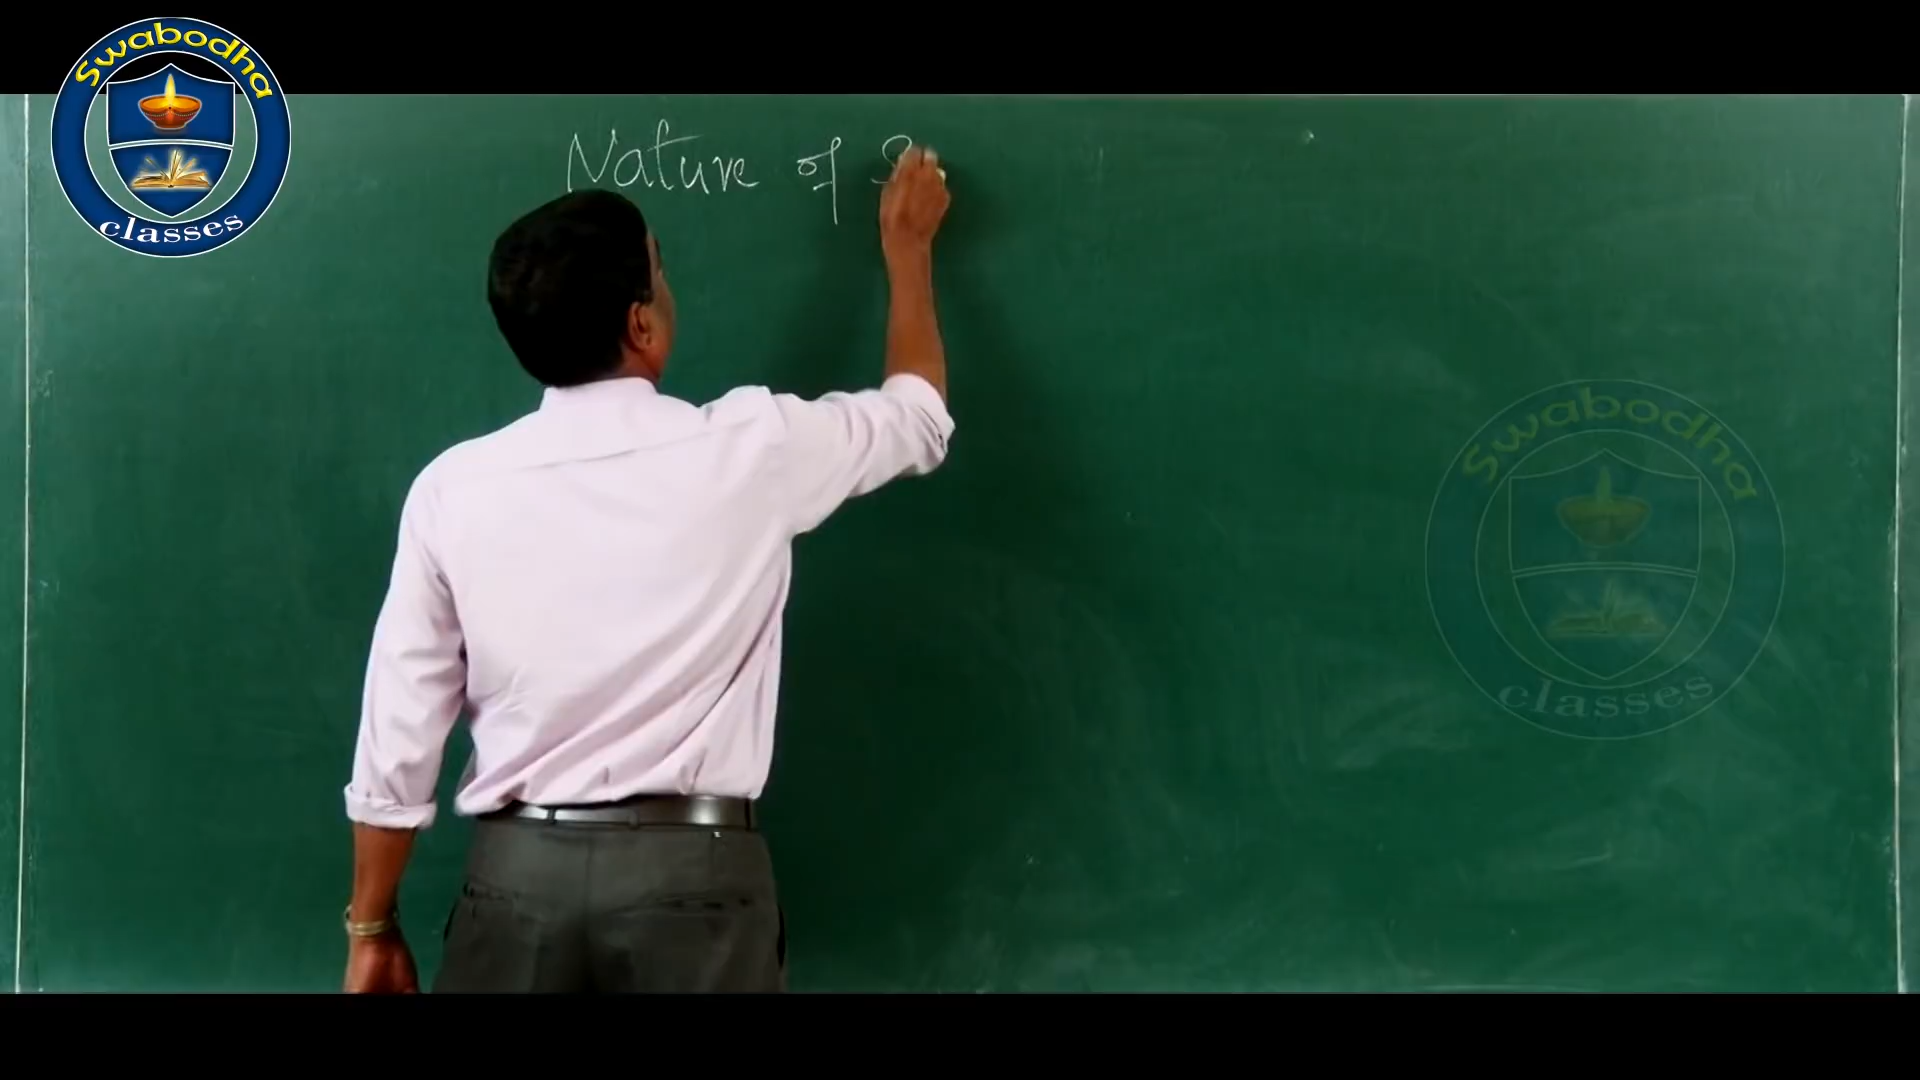 Swabodha
classes
Nature of S
Swabodha
classes